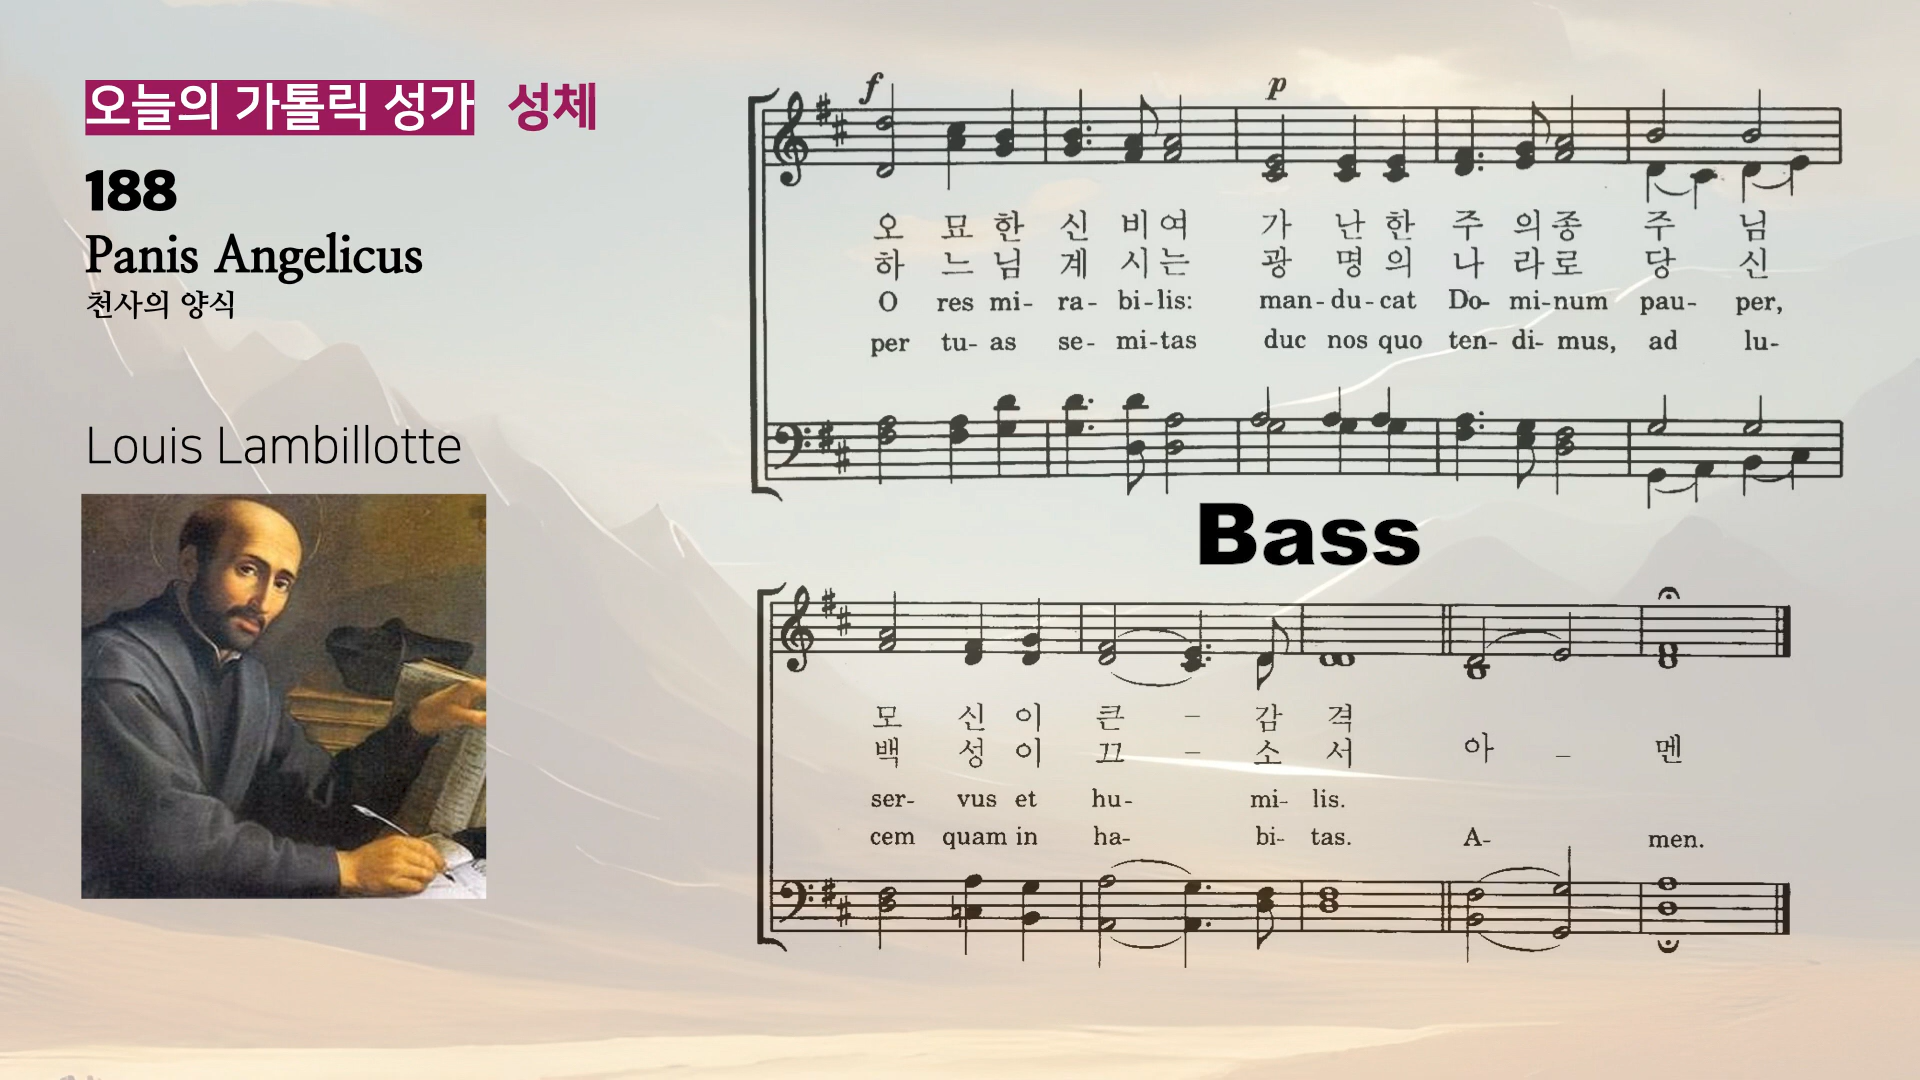 오늘의 가톨릭 성가 성체
188
Panis Angelicus
천사의 양식
Louis Lambillotte
f p
오 묘 한 신 비 여 가 난 한 주 의 종 주 님
하 느 님 계 시 는 광 명 의 나 라 로 당 신
O res mi- ra- bi-lis: man-du-cat Do- mi-num pau- per,
per tu- as se- mi-tas duc nos quo ten- di- mus, ad lu-
Bass
모 신 이 큰 - 감 격
백 성 이 끄 - 소 서 아 - 멘
ser- vus et hu- mi- lis.
cem quam in ha- bi- tas. A- men.